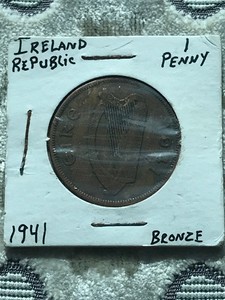 IRELAND
REPUBLIC
1
PENNY
1941
BRONZE